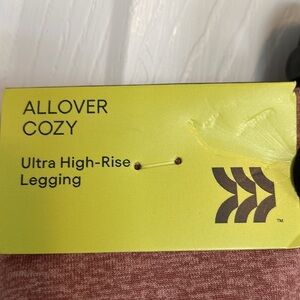 ALLOVER
COZY
Ultra High-Rise
Legging
TM